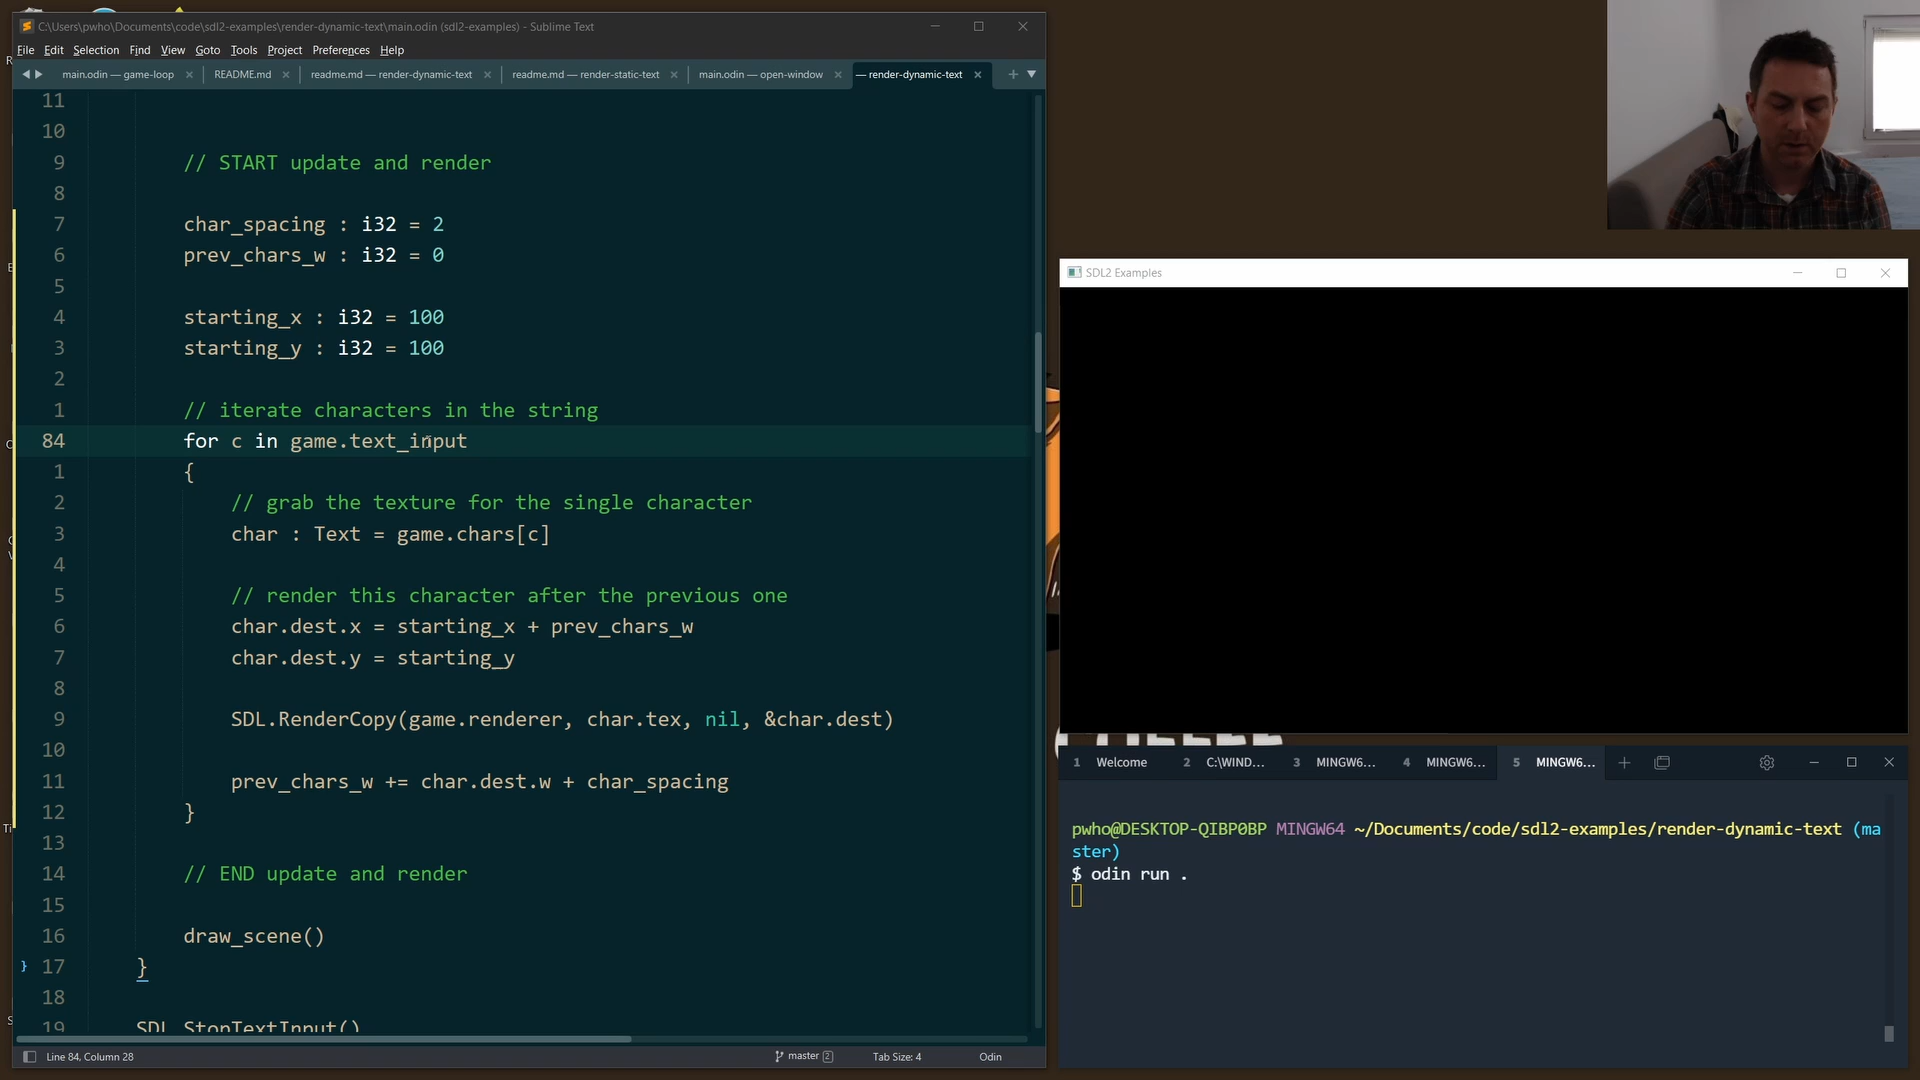 C:\Users\pwho\Documents\code\sdl2-examples\render-dynamic-text\main.odin (sdl2-examples) - Sublime Text
File Edit Selection Find View Goto Tools Project Preferences Help
main.odin — game-loop
README.md
readme.md — render-dynamic-text
readme.md — render-static-text
main.odin — open-window
— render-dynamic-text
11
10
9 // START update and render
8
7 char_spacing : i32 = 2
6 prev_chars_w : i32 = 0
5
4 starting_x : i32 = 100
3 starting_y : i32 = 100
2
1 // iterate characters in the string
84 for c in game.text_input
1 {
2 // grab the texture for the single character
3 char : Text = game.chars[c]
4
5 // render this character after the previous one
6 char.dest.x = starting_x + prev_chars_w
7 char.dest.y = starting_y
8
9 SDL.RenderCopy(game.renderer, char.tex, nil, &char.dest)
10
11 prev_chars_w += char.dest.w + char_spacing
12 }
13
14 // END update and render
15
16 draw_scene()
17 }
18
19 SDL.StopTextInput()
Line 84, Column 28
master 2
Tab Size: 4
Odin
SDL2 Examples
1 Welcome
2 C:\WIND...
3 MINGW6...
4 MINGW6...
5 MINGW6...
pwho@DESKTOP-QIBP0BP MINGW64 ~/Documents/code/sdl2-examples/render-dynamic-text (ma
ster)
$ odin run .